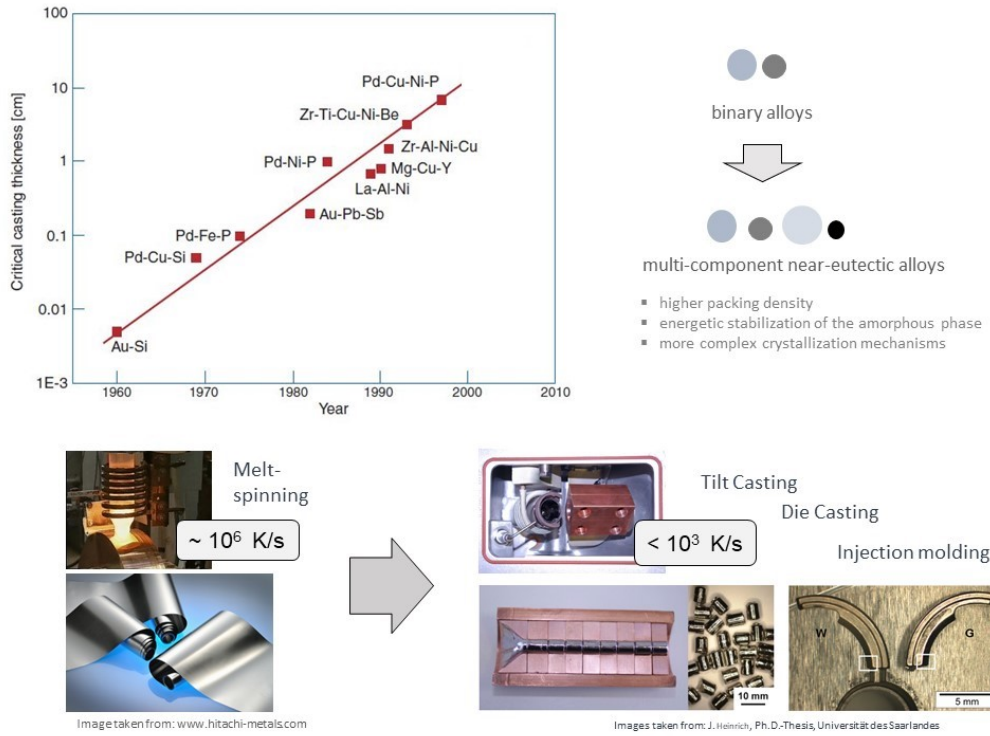 Critical casting thickness [cm]
100
10
1
0.1
0.01
1E-3
1960
1970
1980
1990
2000
2010
Year
Pd-Cu-Ni-P
Zr-Ti-Cu-Ni-Be
Zr-Al-Ni-Cu
Pd-Ni-P
Mg-Cu-Y
La-Al-Ni
Au-Pb-Sb
Pd-Fe-P
Pd-Cu-Si
Au-Si
binary alloys
multi-component near-eutectic alloys
▪ higher packing density
▪ energetic stabilization of the amorphous phase
▪ more complex crystallization mechanisms
Melt-
spinning
~ 10⁶ K/s
Image taken from: www.hitachi-metals.com
Tilt Casting
Die Casting
Injection molding
< 10³ K/s
10 mm
W
G
5 mm
Images taken from: J. Heinrich, Ph.D.-Thesis, Universität des Saarlandes